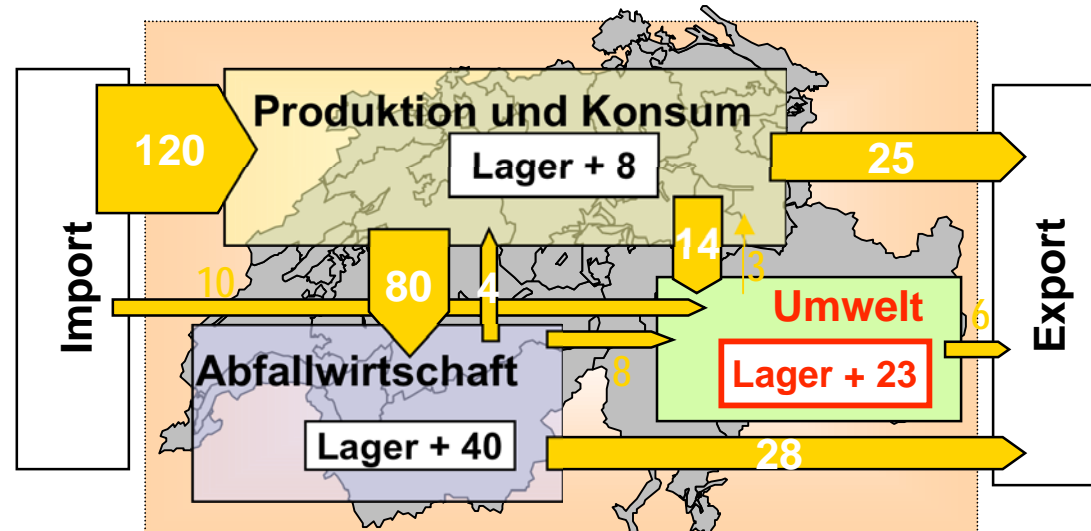 Produktion und Konsum
120
Lager + 8
25
Import
Export
10
80
4
14
3
Umwelt
6
Abfallwirtschaft
8
Lager + 23
Lager + 40
28